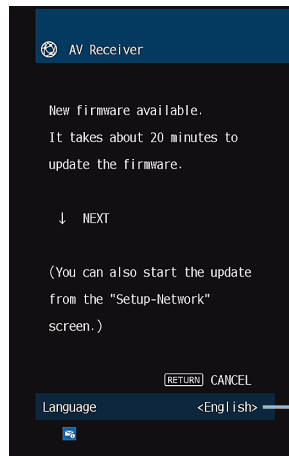 AV Receiver
New firmware available.
It takes about 20 minutes to
update the firmware.
↓ NEXT
(You can also start the update
from the "Setup-Network"
screen.)
RETURN CANCEL
Language <English>